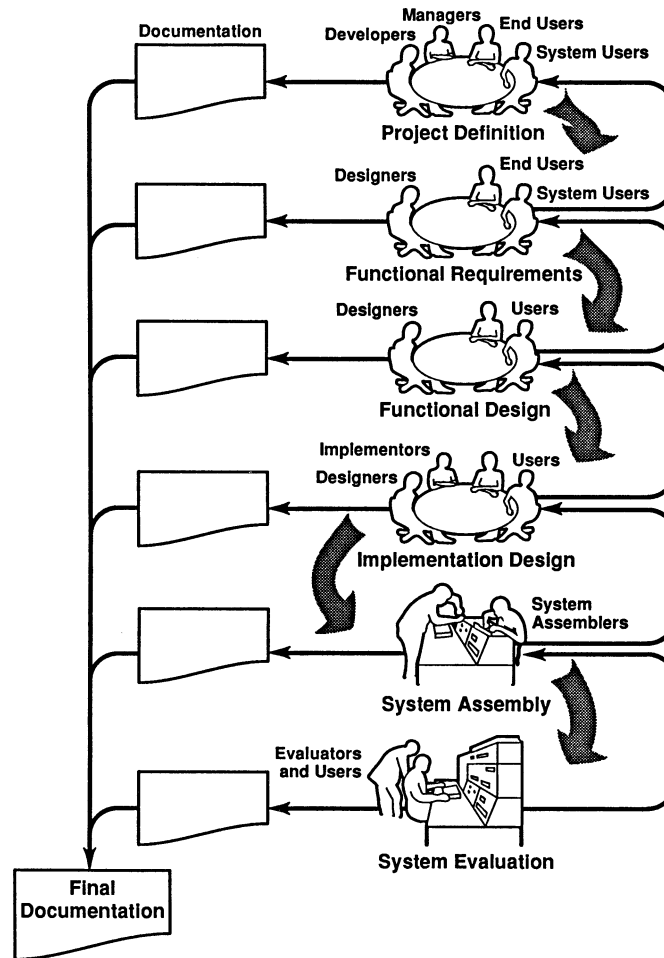 Managers
End Users
Documentation
Developers
System Users
Project Definition
End Users
Designers
System Users
Functional Requirements
Designers
Users
Functional Design
Implementors
Users
Designers
Implementation Design
System
Assemblers
System Assembly
Evaluators
and Users
System Evaluation
Final
Documentation